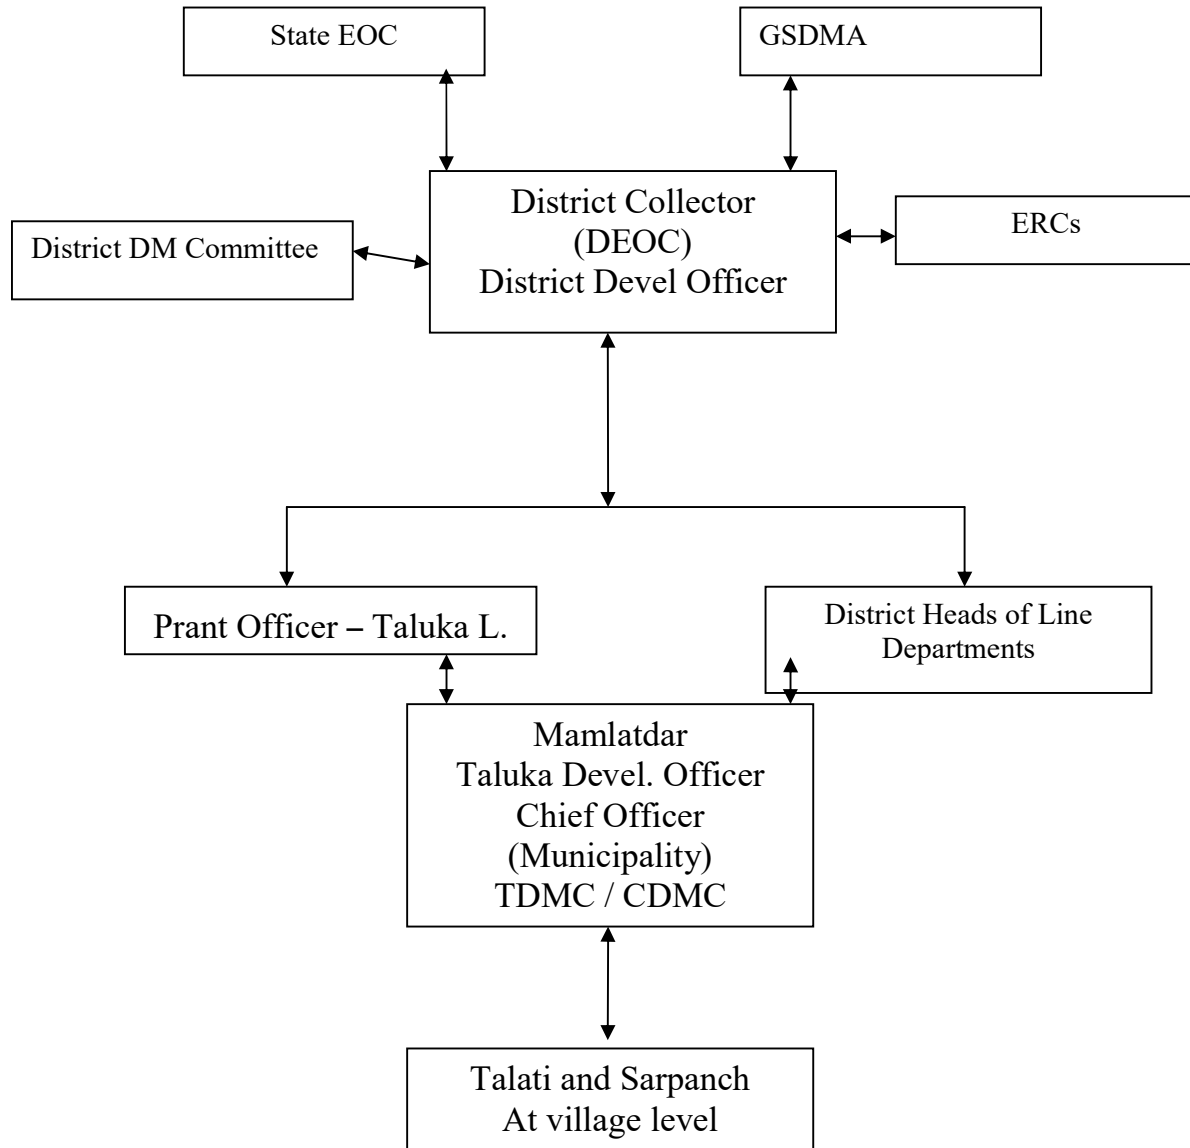 State EOC
GSDMA
District Collector
(DEOC)
District Devel Officer
ERCs
District DM Committee
Prant Officer – Taluka L.
District Heads of Line
Departments
Mamlatdar
Taluka Devel. Officer
Chief Officer
(Municipality)
TDMC / CDMC
Talati and Sarpanch
At village level